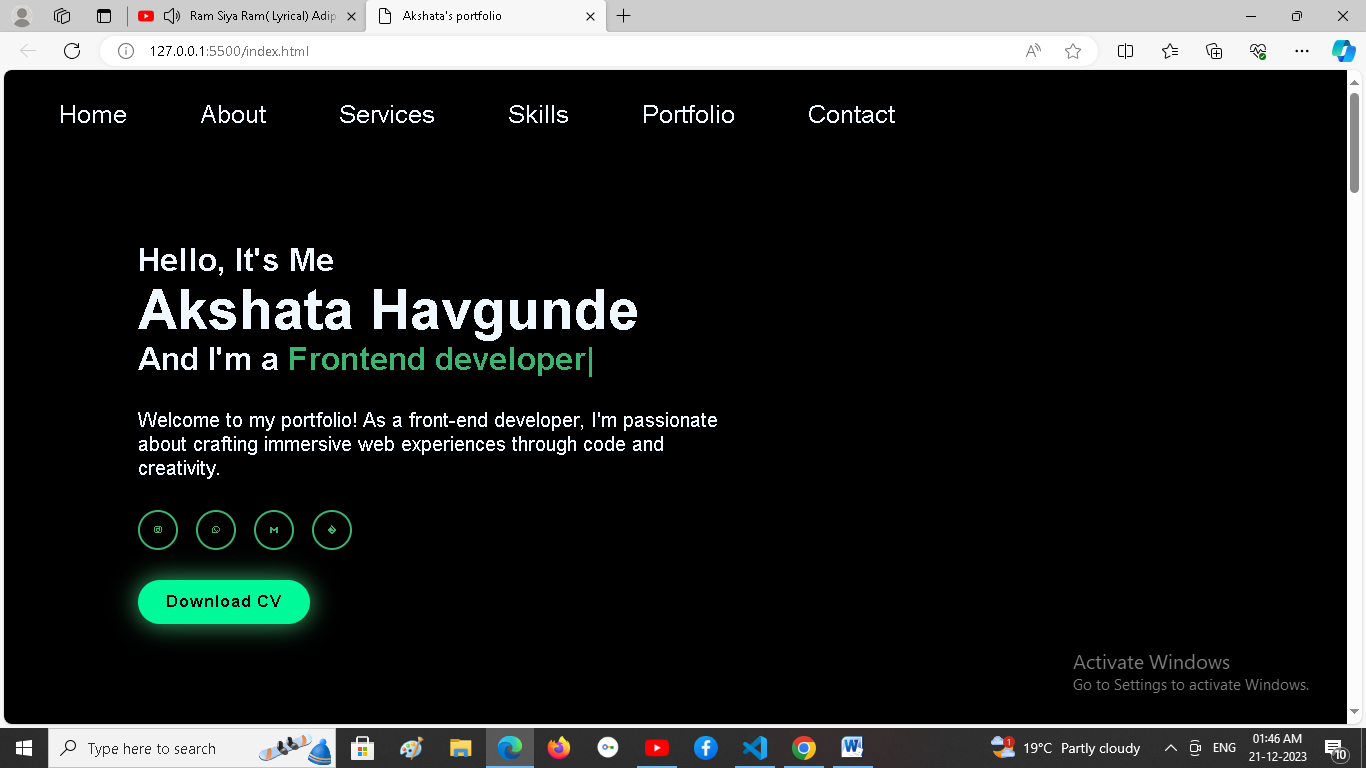 Ram Siya Ram( Lyrical) Adip
Akshata's portfolio
127.0.0.1:5500/index.html
Home About Services Skills Portfolio Contact
Hello, It's Me
Akshata Havgunde
And I'm a Frontend developer|
Welcome to my portfolio! As a front-end developer, I'm passionate
about crafting immersive web experiences through code and
creativity.
Download CV
Activate Windows
Go to Settings to activate Windows.
Type here to search
1
19°C Partly cloudy
ENG
01:46 AM
21-12-2023
10